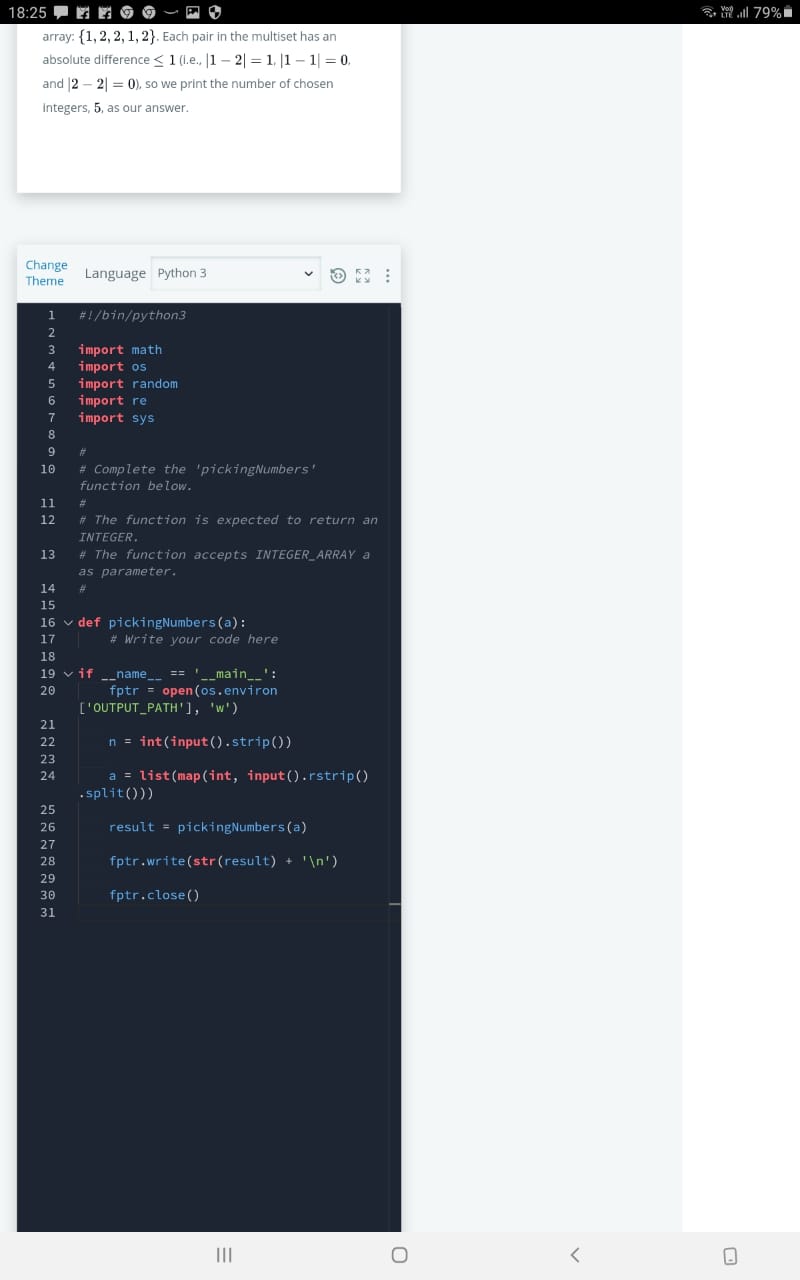 18:25 79%
array: {1, 2, 2, 1, 2}. Each pair in the multiset has an
absolute difference ≤ 1 (i.e., |1 − 2| = 1, |1 − 1| = 0,
and |2 − 2| = 0), so we print the number of chosen
integers, 5, as our answer.
Change Theme Language Python 3
1 #!/bin/python3
2
3 import math
4 import os
5 import random
6 import re
7 import sys
8
9 #
10 # Complete the 'pickingNumbers'
function below.
11 #
12 # The function is expected to return an
INTEGER.
13 # The function accepts INTEGER_ARRAY a
as parameter.
14 #
15
16 def pickingNumbers(a):
17 # Write your code here
18
19 if __name__ == '__main__':
20 fptr = open(os.environ
['OUTPUT_PATH'], 'w')
21
22 n = int(input().strip())
23
24 a = list(map(int, input().rstrip()
.split()))
25
26 result = pickingNumbers(a)
27
28 fptr.write(str(result) + '\n')
29
30 fptr.close()
31